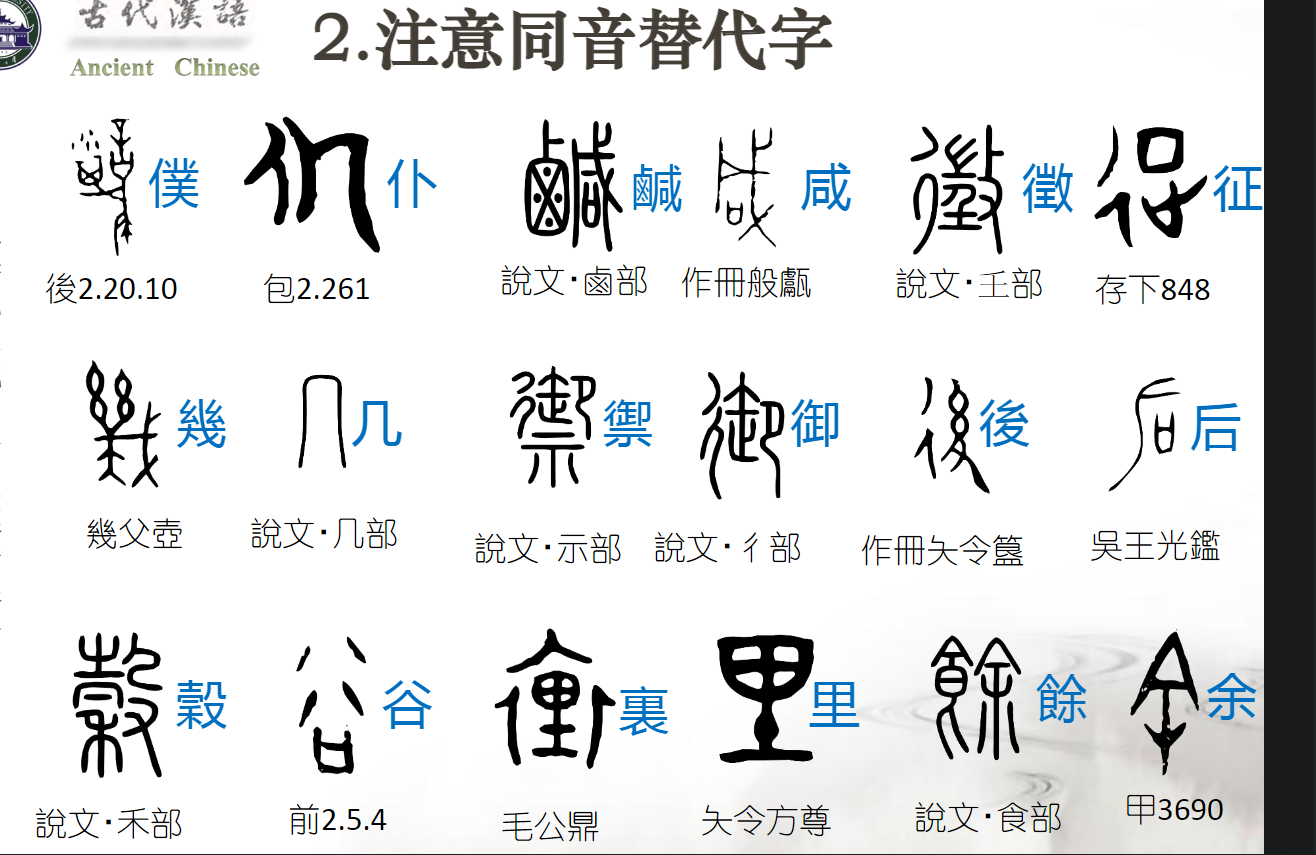 古代漢語
Ancient Chinese
2.注意同音替代字
僕 仆 鹹 咸 徵 征
後2.20.10 包2.261 說文·鹵部 作冊般甗 說文·壬部 存下848
幾 几 禦 御 後 后
幾父壺 說文·几部 說文·示部 說文·彳部 作冊夨令簋 吳王光鑑
穀 谷 裏 里 餘 余
說文·禾部 前2.5.4 毛公鼎 夨令方尊 說文·食部 甲3690